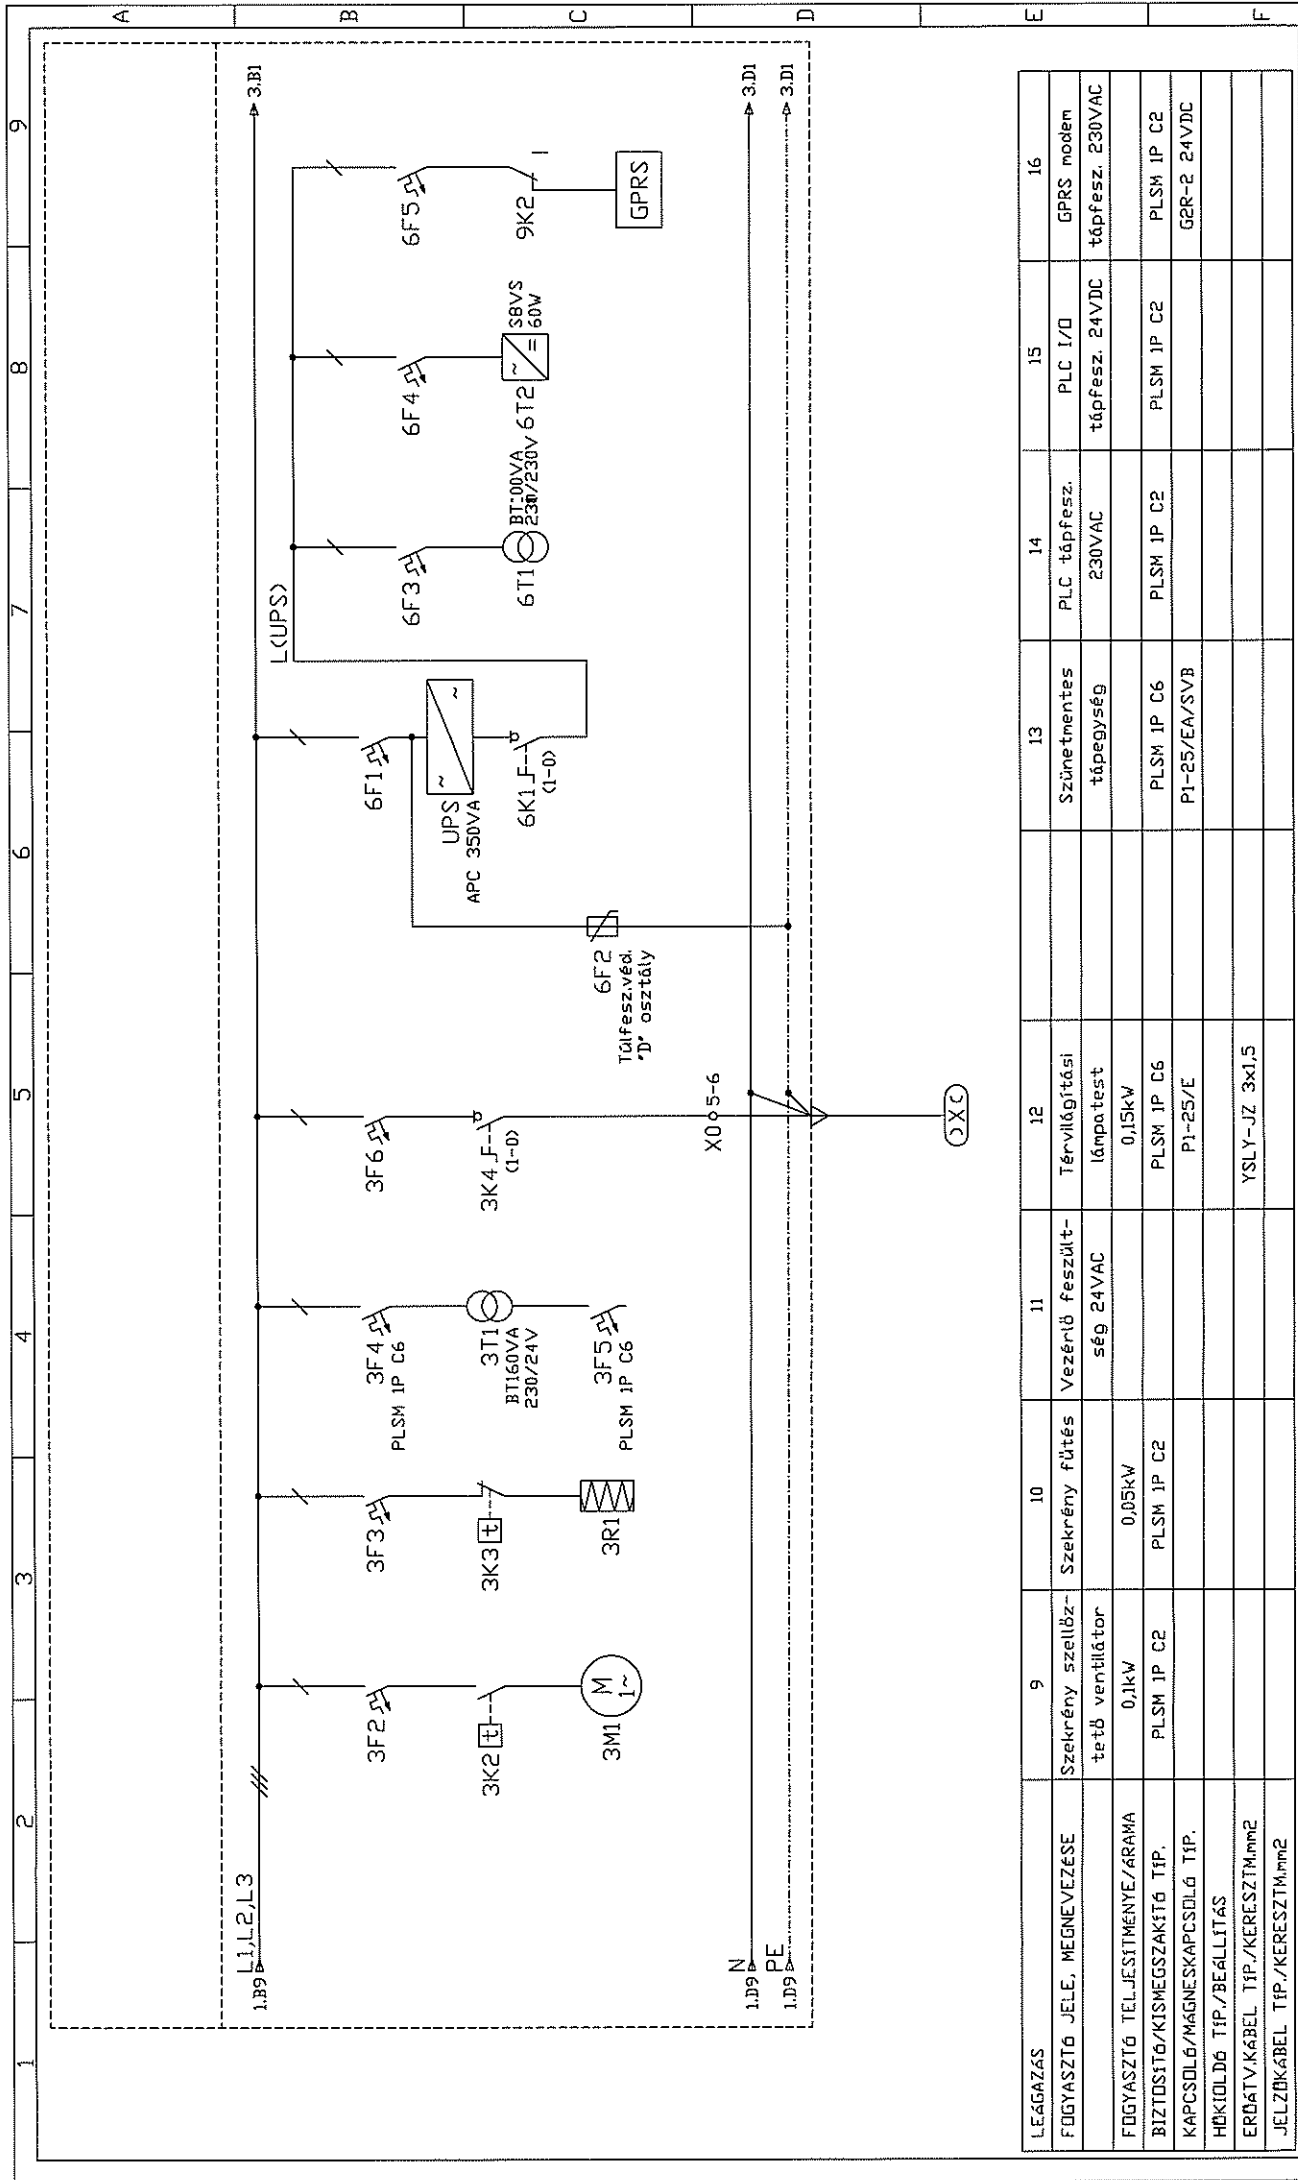 1 2 3 4 5 6 7 8 9
A
B
C
D
E
F
L1,L2,L3
1.B9
3.B1
L(UPS)
3F2
3F3
3F4
PLSM 1P C6
3F6
6F1
6F3
6F4
6F5
3K2
t
3K3
t
3T1
BT160VA
230/24V
3K4
(1-0)
UPS
APC 350VA
~
~
6K1
(1-0)
6T1
230/230V
6T2
~
=
SBVS
60W
9K2
3M1
M
1~
3R1
3F5
PLSM 1P C6
6F2
Túlfesz.véd.
"D" osztály
GPRS
X0
5-6
N
1.D9
3.D1
PE
1.D9
3.D1
LEÁGAZÁS 9 10 11 12 13 14 15 16
FOGYASZTÓ JELE, MEGNEVEZÉSE Szekrény szellőz- Szekrény fűtés Vezérlő feszült- Térvilágítási Szünetmentes PLC tápfesz. PLC I/O GPRS modem
tető ventilátor ség 24VAC lámpatest tápegység 230VAC tápfesz. 24VDC tápfesz. 230VAC
FOGYASZTÓ TELJESÍTMÉNYE/ÁRAMA 0,1kW 0,05kW 0,15kW
BIZTOSÍTÓ/KISMEGSZAKÍTÓ TÍP. PLSM 1P C2 PLSM 1P C2 PLSM 1P C6 PLSM 1P C6 PLSM 1P C2 PLSM 1P C2 PLSM 1P C2
KAPCSOLÓ/MÁGNESKAPCSOLÓ TÍP. P1-25/E P1-25/EA/SVB G2R-2 24VDC
HŐKIOLDÓ TÍP./BEÁLLÍTÁS
ERŐÁTV.KÁBEL TÍP./KERESZTM.mm2 YSLY-JZ 3x1,5
JELZŐKÁBEL TÍP./KERESZTM.mm2